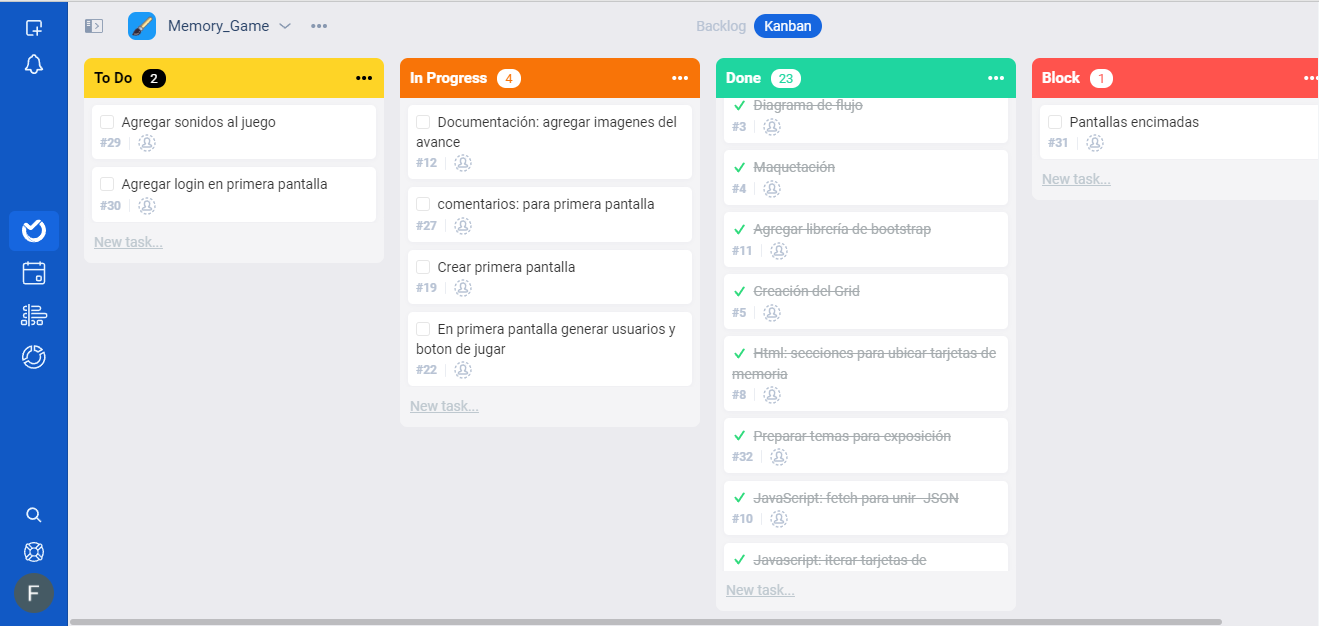 Memory_Game
Backlog
Kanban
To Do 2
Agregar sonidos al juego
#29
Agregar login en primera pantalla
#30
New task...
In Progress 4
Documentación: agregar imagenes del
avance
#12
comentarios: para primera pantalla
#27
Crear primera pantalla
#19
En primera pantalla generar usuarios y
boton de jugar
#22
New task...
Done 23
Diagrama de flujo
#3
Maquetación
#4
Agregar librería de bootstrap
#11
Creación del Grid
#5
Html: secciones para ubicar tarjetas de
memoria
#8
Preparar temas para exposición
#32
JavaScript: fetch para unir JSON
#10
Javascript: iterar tarjetas de
New task...
Block 1
Pantallas encimadas
#31
New task...
F